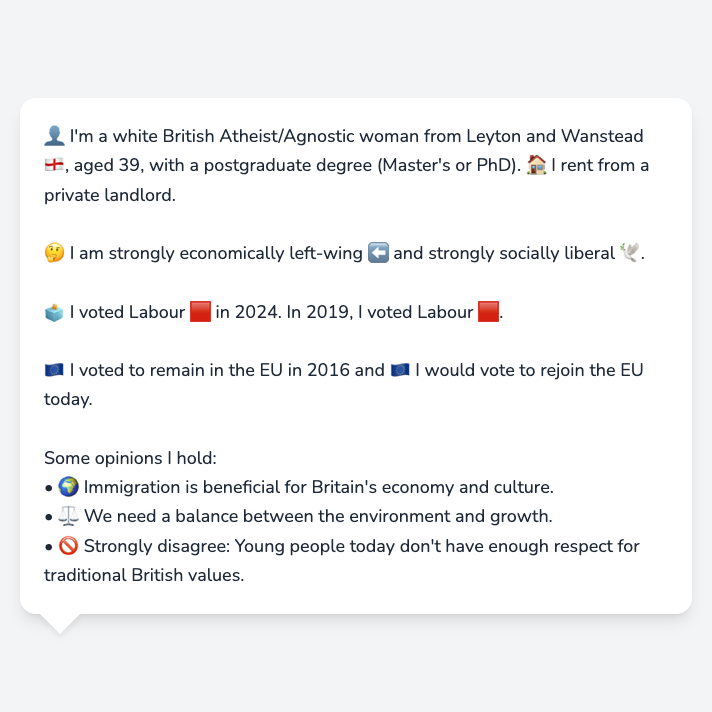 👤 I'm a white British Atheist/Agnostic woman from Leyton and Wanstead
🏴󠁧󠁢󠁥󠁮󠁧󠁿, aged 39, with a postgraduate degree (Master's or PhD). 🏠 I rent from a
private landlord.
🤔 I am strongly economically left-wing ⬅️ and strongly socially liberal 🕊️.
🗳️ I voted Labour 🟥 in 2024. In 2019, I voted Labour 🟥.
🇪🇺 I voted to remain in the EU in 2016 and 🇪🇺 I would vote to rejoin the EU
today.
Some opinions I hold:
• 🌍 Immigration is beneficial for Britain's economy and culture.
• ⚖️ We need a balance between the environment and growth.
• 🚫 Strongly disagree: Young people today don't have enough respect for
traditional British values.